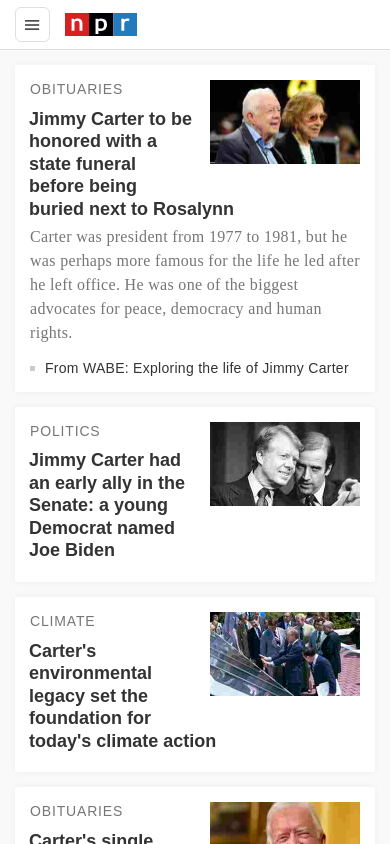 npr
OBITUARIES
Jimmy Carter to be
honored with a
state funeral
before being
buried next to Rosalynn
Carter was president from 1977 to 1981, but he
was perhaps more famous for the life he led after
he left office. He was one of the biggest
advocates for peace, democracy and human
rights.
From WABE: Exploring the life of Jimmy Carter
POLITICS
Jimmy Carter had
an early ally in the
Senate: a young
Democrat named
Joe Biden
CLIMATE
Carter's
environmental
legacy set the
foundation for
today's climate action
OBITUARIES
Carter's single